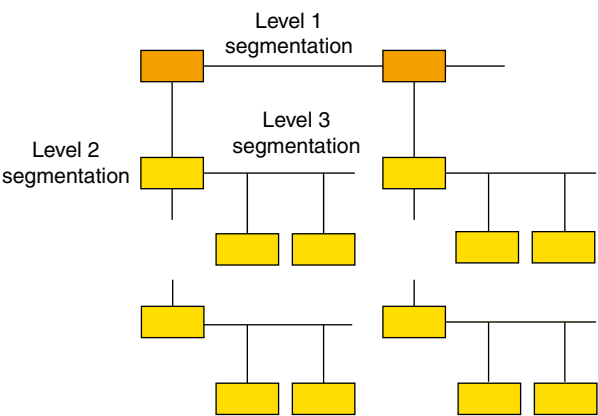 Level 1
segmentation
Level 3
segmentation
Level 2
segmentation